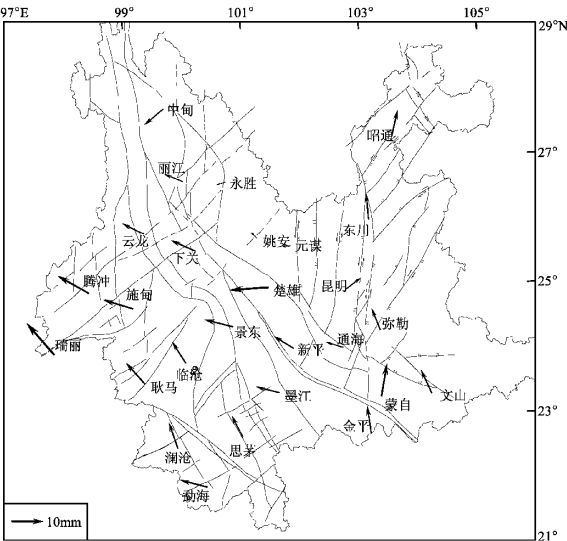 97°E 99° 101° 103° 105° 29°N
中甸
昭通
27°
丽江
永胜
云龙
下关
姚安
元谋
东川
25°
腾冲
施甸
楚雄
昆明
弥勒
瑞丽
景东
新平
通海
临沧
耿马
墨江
蒙自
文山
23°
金平
澜沧
思茅
勐海
10mm
21°